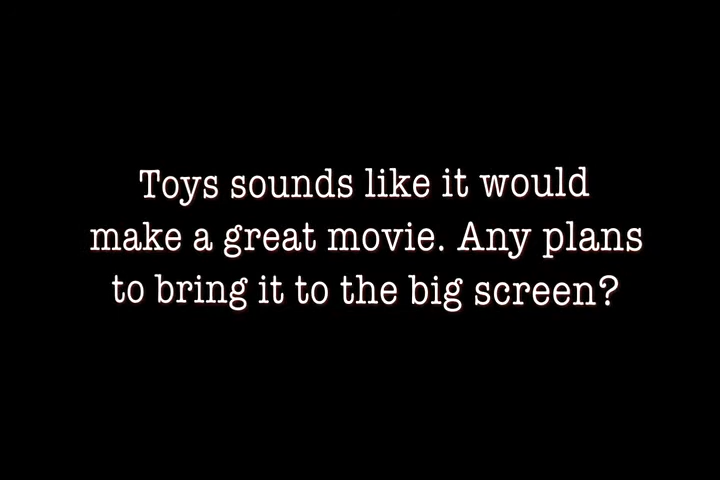 Toys sounds like it would
make a great movie. Any plans
to bring it to the big screen?